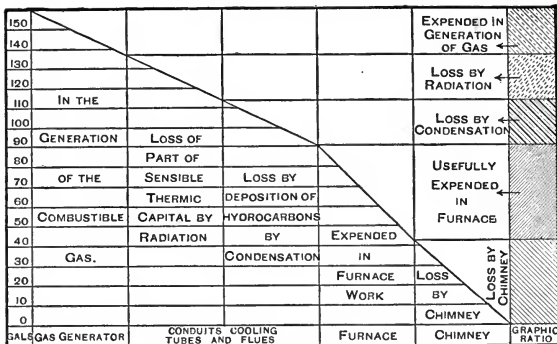 150
140
130
120
110
100
90
80
70
60
50
40
30
20
10
0
GALS
IN THE
GENERATION
OF THE
COMBUSTIBLE
GAS.
GAS GENERATOR
LOSS OF
PART OF
SENSIBLE
THERMIC
CAPITAL BY
RADIATION
LOSS BY
DEPOSITION OF
HYDROCARBONS
BY
CONDENSATION
CONDUITS COOLING
TUBES AND FLUES
EXPENDED
IN
FURNACE
WORK
FURNACE
LOSS
BY
CHIMNEY
CHIMNEY
EXPENDED IN
GENERATION
OF GAS
LOSS BY
RADIATION
LOSS BY
CONDENSATION
USEFULLY
EXPENDED
IN
FURNACE
LOSS BY
CHIMNEY
GRAPHIC
RATIO